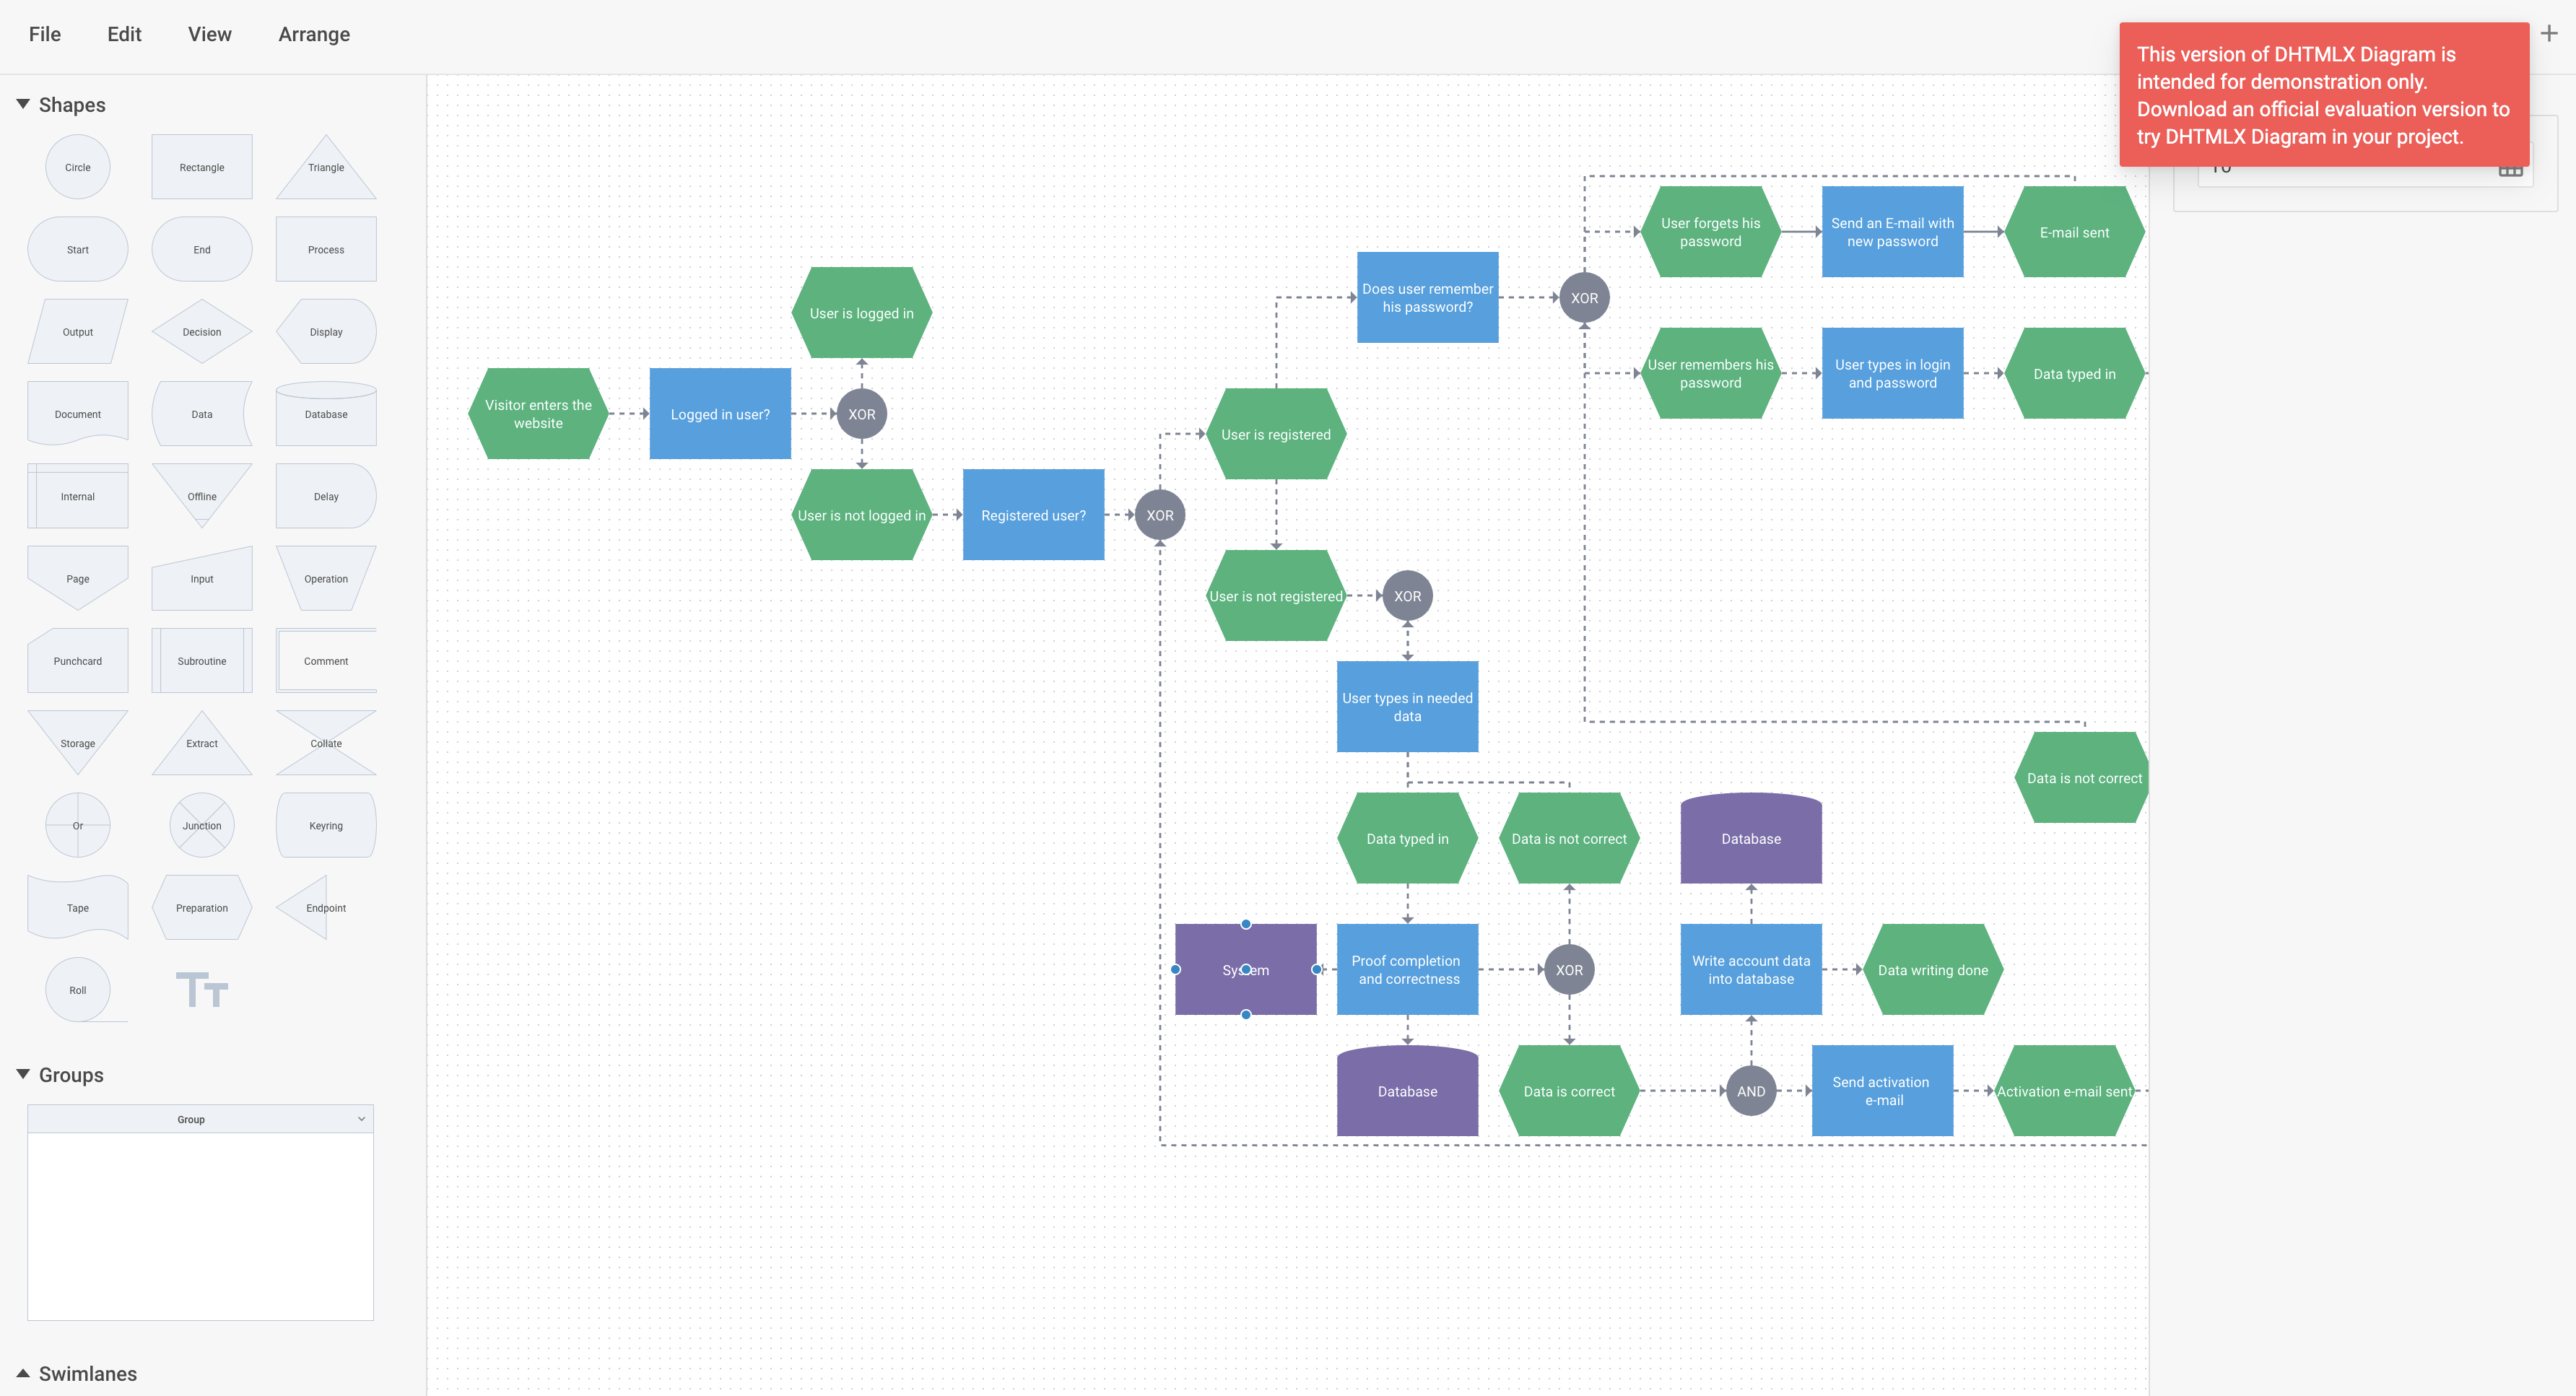 File
Edit
View
Arrange
This version of DHTMLX Diagram is
intended for demonstration only.
Download an official evaluation version to
try DHTMLX Diagram in your project.
Shapes
Circle
Rectangle
Triangle
Start
End
Process
Output
Decision
Display
Document
Data
Database
Internal
Offline
Delay
Page
Input
Operation
Punchcard
Subroutine
Comment
Storage
Extract
Collate
Or
Junction
Keyring
Tape
Preparation
Endpoint
Roll
TT
Groups
Group
Swimlanes
Visitor enters the
website
Logged in user?
XOR
User is logged in
User is not logged in
Registered user?
XOR
User is registered
User is not registered
Does user remember
his password?
XOR
User forgets his
password
Send an E-mail with
new password
E-mail sent
User remembers his
password
User types in login
and password
Data typed in
XOR
User types in needed
data
Data is not correct
Data typed in
Data is not correct
Database
System
Proof completion
and correctness
XOR
Write account data
into database
Data writing done
Database
Data is correct
AND
Send activation
e-mail
Activation e-mail sent